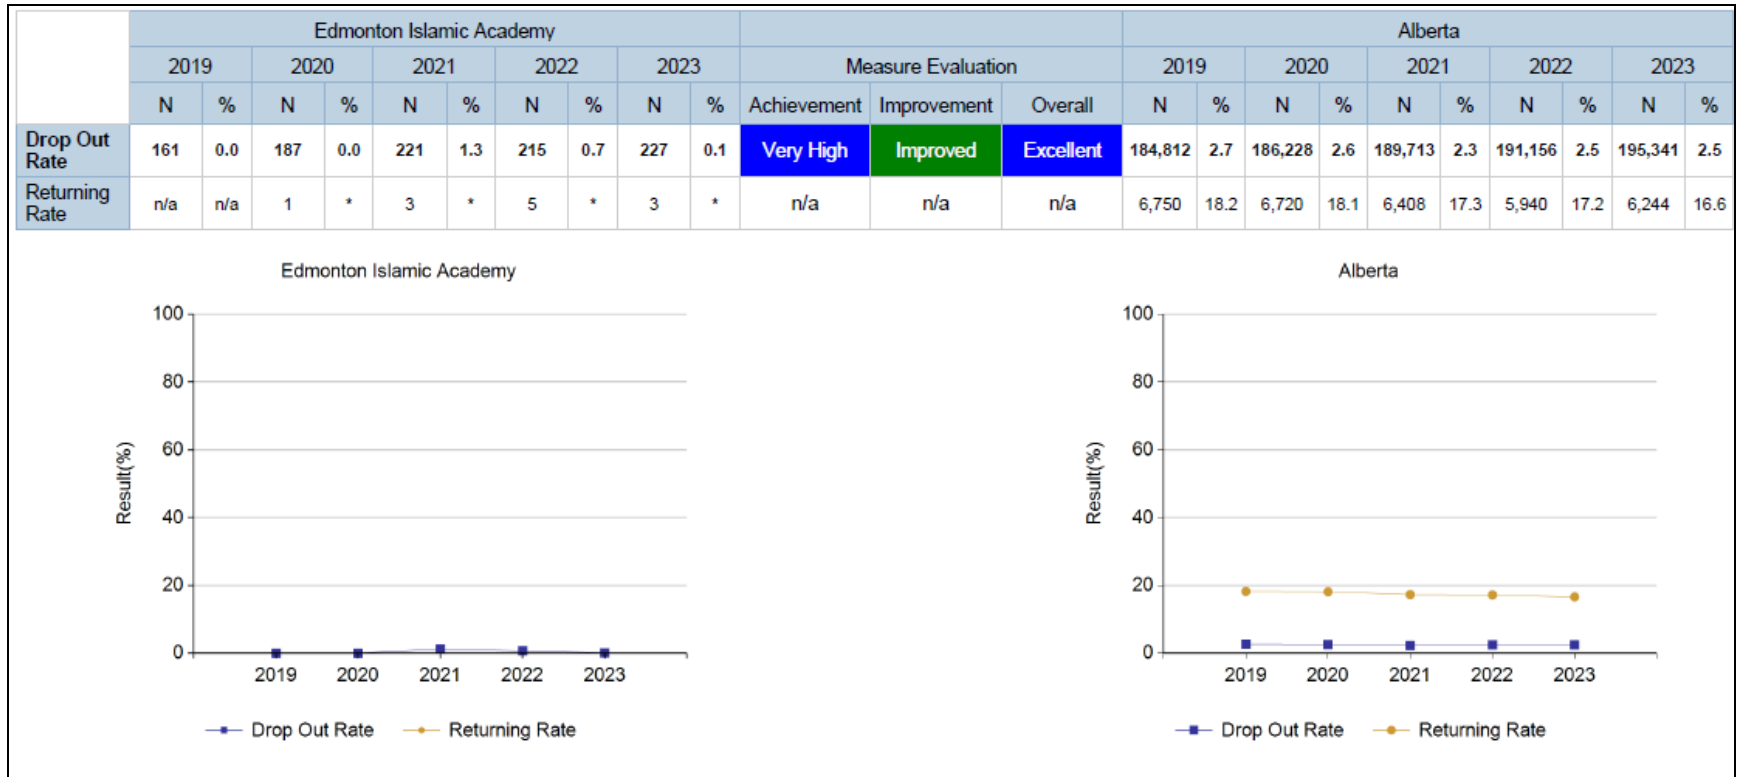 Edmonton Islamic Academy Alberta
2019 2020 2021 2022 2023 Measure Evaluation 2019 2020 2021 2022 2023
N % N % N % N % N % Achievement Improvement Overall N % N % N % N % N %
Drop Out Rate 161 0.0 187 0.0 221 1.3 215 0.7 227 0.1 Very High Improved Excellent 184,812 2.7 186,228 2.6 189,713 2.3 191,156 2.5 195,341 2.5
Returning Rate n/a n/a 1 * 3 * 5 * 3 * n/a n/a n/a 6,750 18.2 6,720 18.1 6,408 17.3 5,940 17.2 6,244 16.6
Edmonton Islamic Academy
100
80
60
40
20
0
Result(%)
2019 2020 2021 2022 2023
Drop Out Rate Returning Rate
Alberta
100
80
60
40
20
0
Result(%)
2019 2020 2021 2022 2023
Drop Out Rate Returning Rate